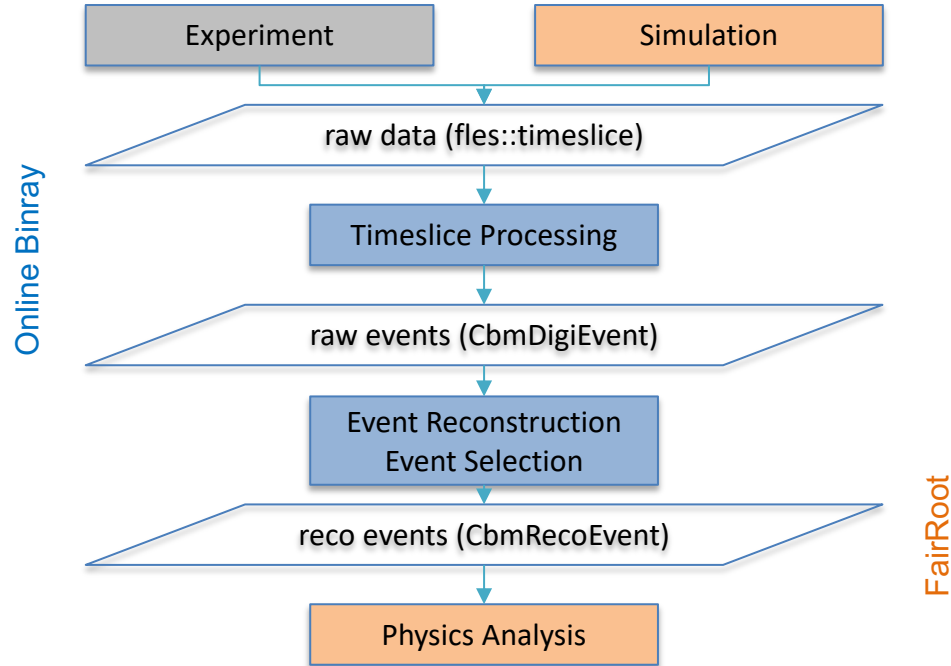 Experiment
Simulation
raw data (fles::timeslice)
Online Binray
Timeslice Processing
raw events (CbmDigiEvent)
Event Reconstruction
Event Selection
reco events (CbmRecoEvent)
FairRoot
Physics Analysis